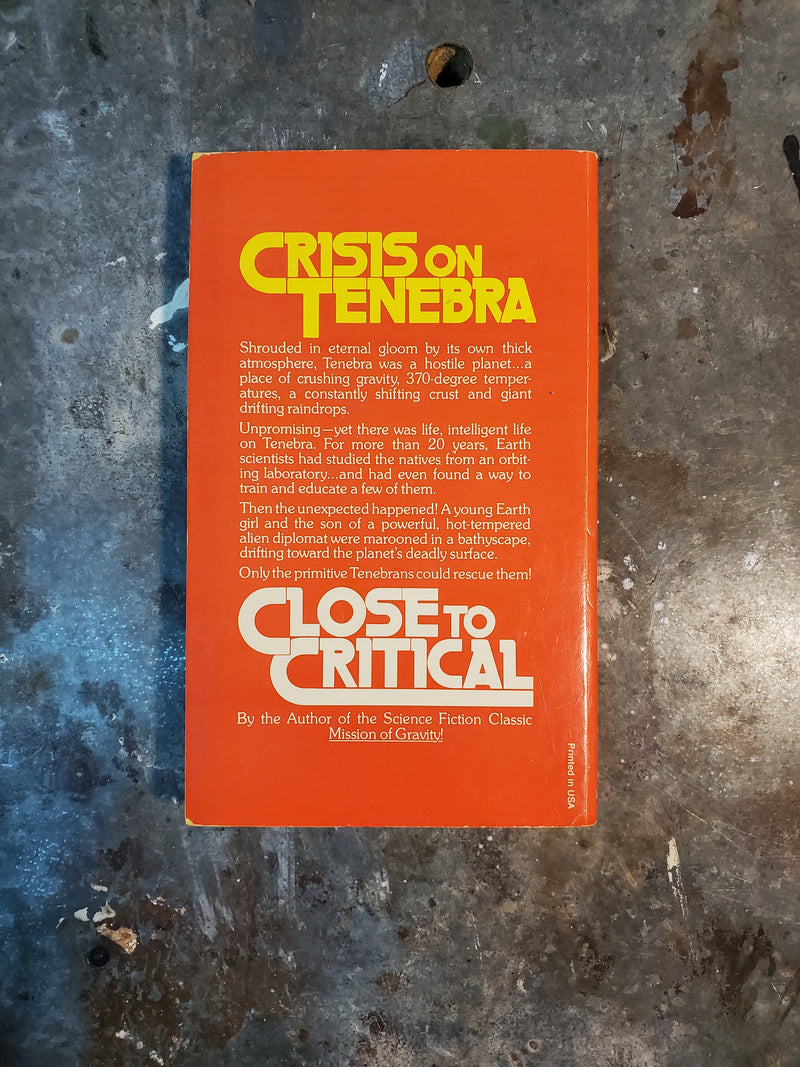 CRISIS ON
TENEBRA
Shrouded in eternal gloom by its own thick
atmosphere, Tenebra was a hostile planet...a
place of crushing gravity, 370-degree temper-
atures, a constantly shifting crust and giant
drifting raindrops.
Unpromising—yet there was life, intelligent life
on Tenebra. For more than 20 years, Earth
scientists had studied the natives from an orbit-
ing laboratory...and had even found a way to
train and educate a few of them.
Then the unexpected happened! A young Earth
girl and the son of a powerful, hot-tempered
alien diplomat were marooned in a bathyscape,
drifting toward the planet's deadly surface.
Only the primitive Tenebrans could rescue them!
CLOSE TO
CRITICAL
By the Author of the Science Fiction Classic
Mission of Gravity!
Printed in USA